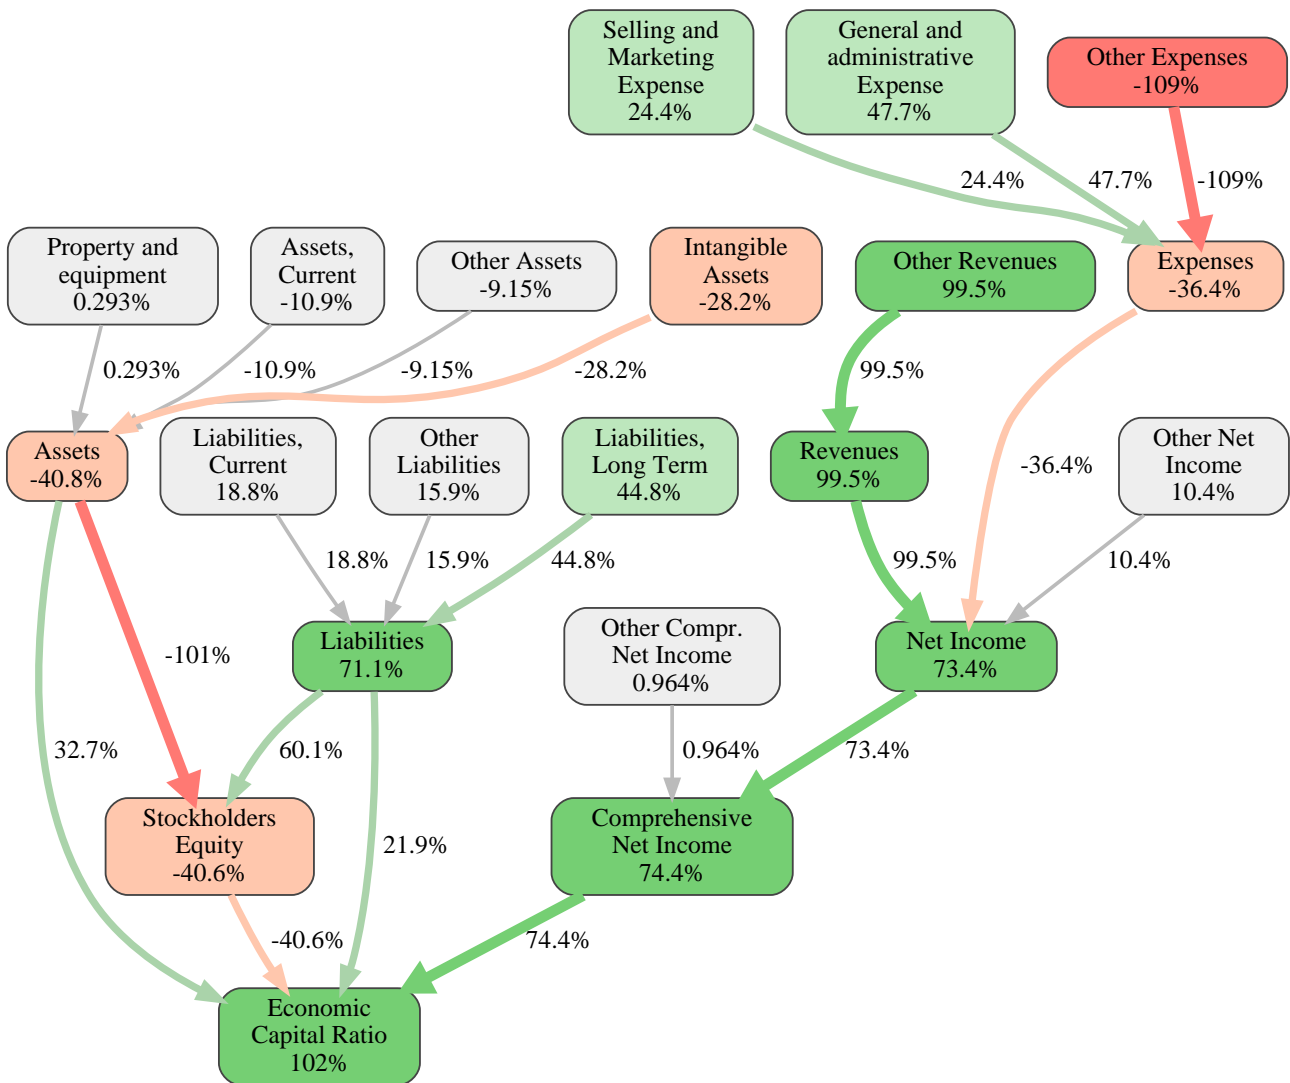 Selling and
Marketing
Expense
24.4%
General and
administrative
Expense
47.7%
Other Expenses
-109%
24.4%
47.7%
-109%
Property and
equipment
0.293%
Assets,
Current
-10.9%
Other Assets
-9.15%
Intangible
Assets
-28.2%
Other Revenues
99.5%
Expenses
-36.4%
0.293%
-10.9%
-9.15%
-28.2%
99.5%
Assets
-40.8%
Liabilities,
Current
18.8%
Other
Liabilities
15.9%
Liabilities,
Long Term
44.8%
Revenues
99.5%
-36.4%
Other Net
Income
10.4%
18.8%
15.9%
44.8%
99.5%
10.4%
-101%
Liabilities
71.1%
Other Compr.
Net Income
0.964%
Net Income
73.4%
32.7%
60.1%
0.964%
73.4%
Stockholders
Equity
-40.6%
21.9%
Comprehensive
Net Income
74.4%
-40.6%
74.4%
Economic
Capital Ratio
102%